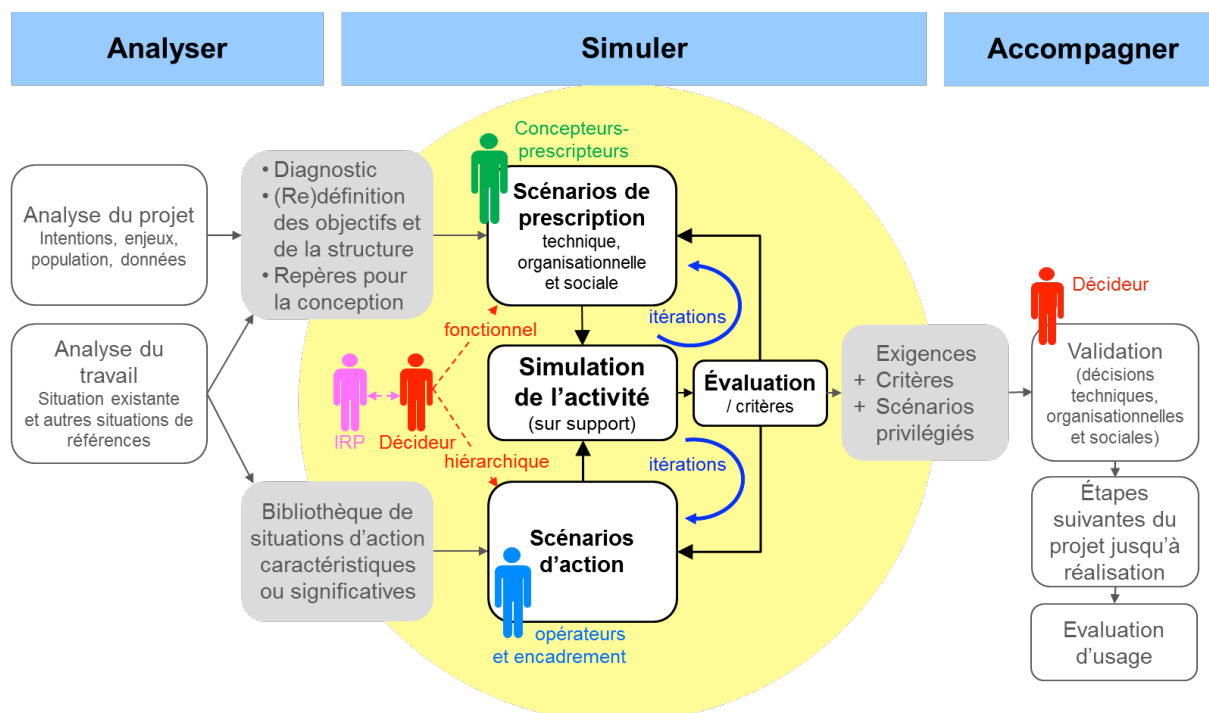 Analyser
Simuler
Accompagner
Analyse du projet
Intentions, enjeux,
population, données
Analyse du
travail
Situation existante
et autres situations de
références
• Diagnostic
• (Re)définition
des objectifs et
de la structure
• Repères pour
la conception
Bibliothèque de
situations d’action
caractéristiques
ou significatives
Concepteurs-
prescripteurs
Scénarios de
prescription
technique,
organisationnelle
et sociale
fonctionnel
itérations
IRP
Décideur
Simulation
de l’activité
(sur support)
Évaluation
/ critères
hiérarchique
itérations
Scénarios
d’action
opérateurs
et encadrement
Exigences
+ Critères
+ Scénarios
privilégiés
Décideur
Validation
(décisions
techniques,
organisationnelles
et sociales)
Étapes
suivantes du
projet jusqu’à
réalisation
Evaluation
d’usage